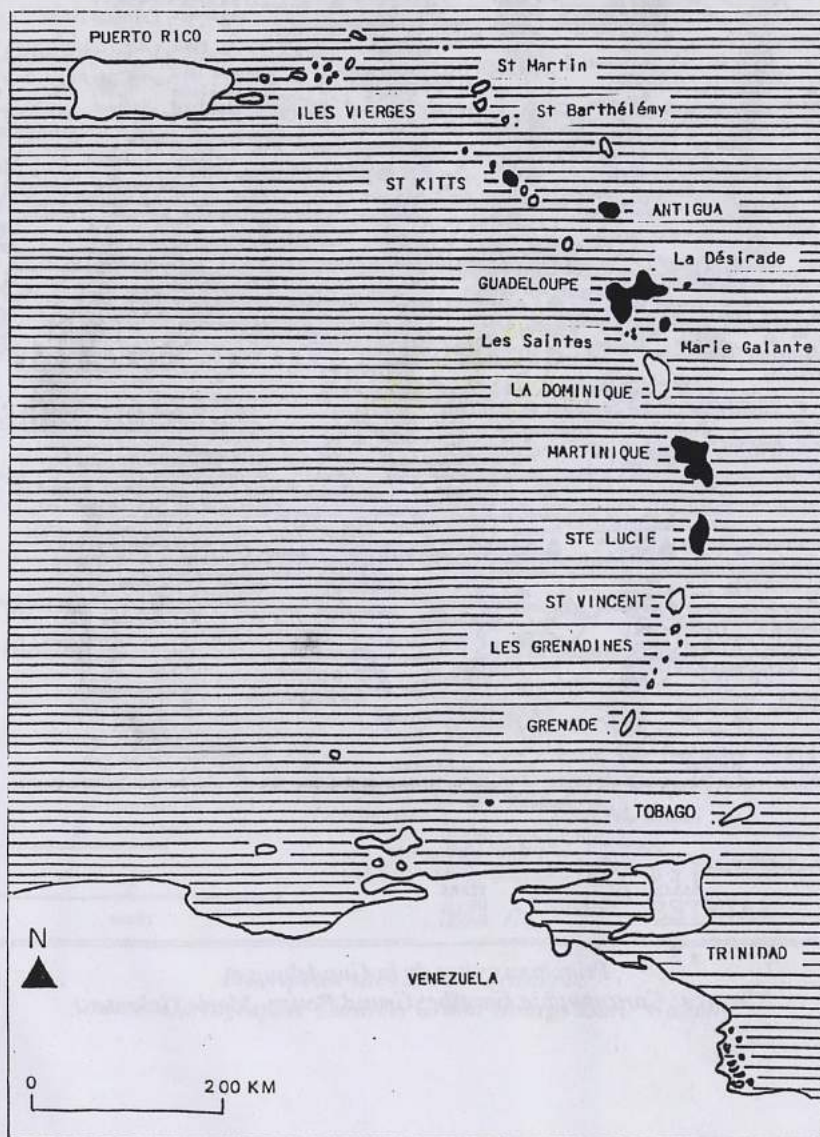 PUERTO RICO
St Martin
ILES VIERGES
St Barthélémy
ST KITTS
ANTIGUA
La Désirade
GUADELOUPE
Les Saintes
Marie Galante
LA DOMINIQUE
MARTINIQUE
STE LUCIE
ST VINCENT
LES GRENADINES
GRENADE
TOBAGO
N
TRINIDAD
VENEZUELA
0 200 KM